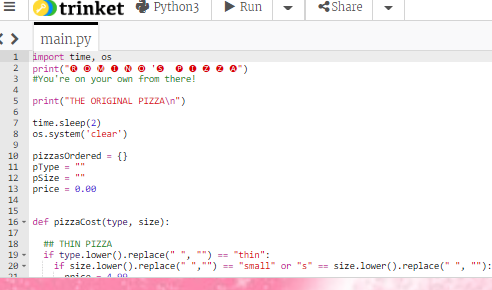 trinket Python3 Run Share
main.py
1 import time, os
2 print("🅡🅞🅜🅘🅝🅞'🅢 🅟🅘🅩🅩🅐")
3 #You're on your own from there!
4
5 print("THE ORIGINAL PIZZA\n")
6
7 time.sleep(2)
8 os.system('clear')
9
10 pizzasOrdered = {}
11 pType = ""
12 pSize = ""
13 price = 0.00
14
15
16 def pizzaCost(type, size):
17
18 ## THIN PIZZA
19 if type.lower().replace(" ", "") == "thin":
20 if size.lower().replace(" ","") == "small" or "s" == size.lower().replace(" ", ""):
21 price = 4.99